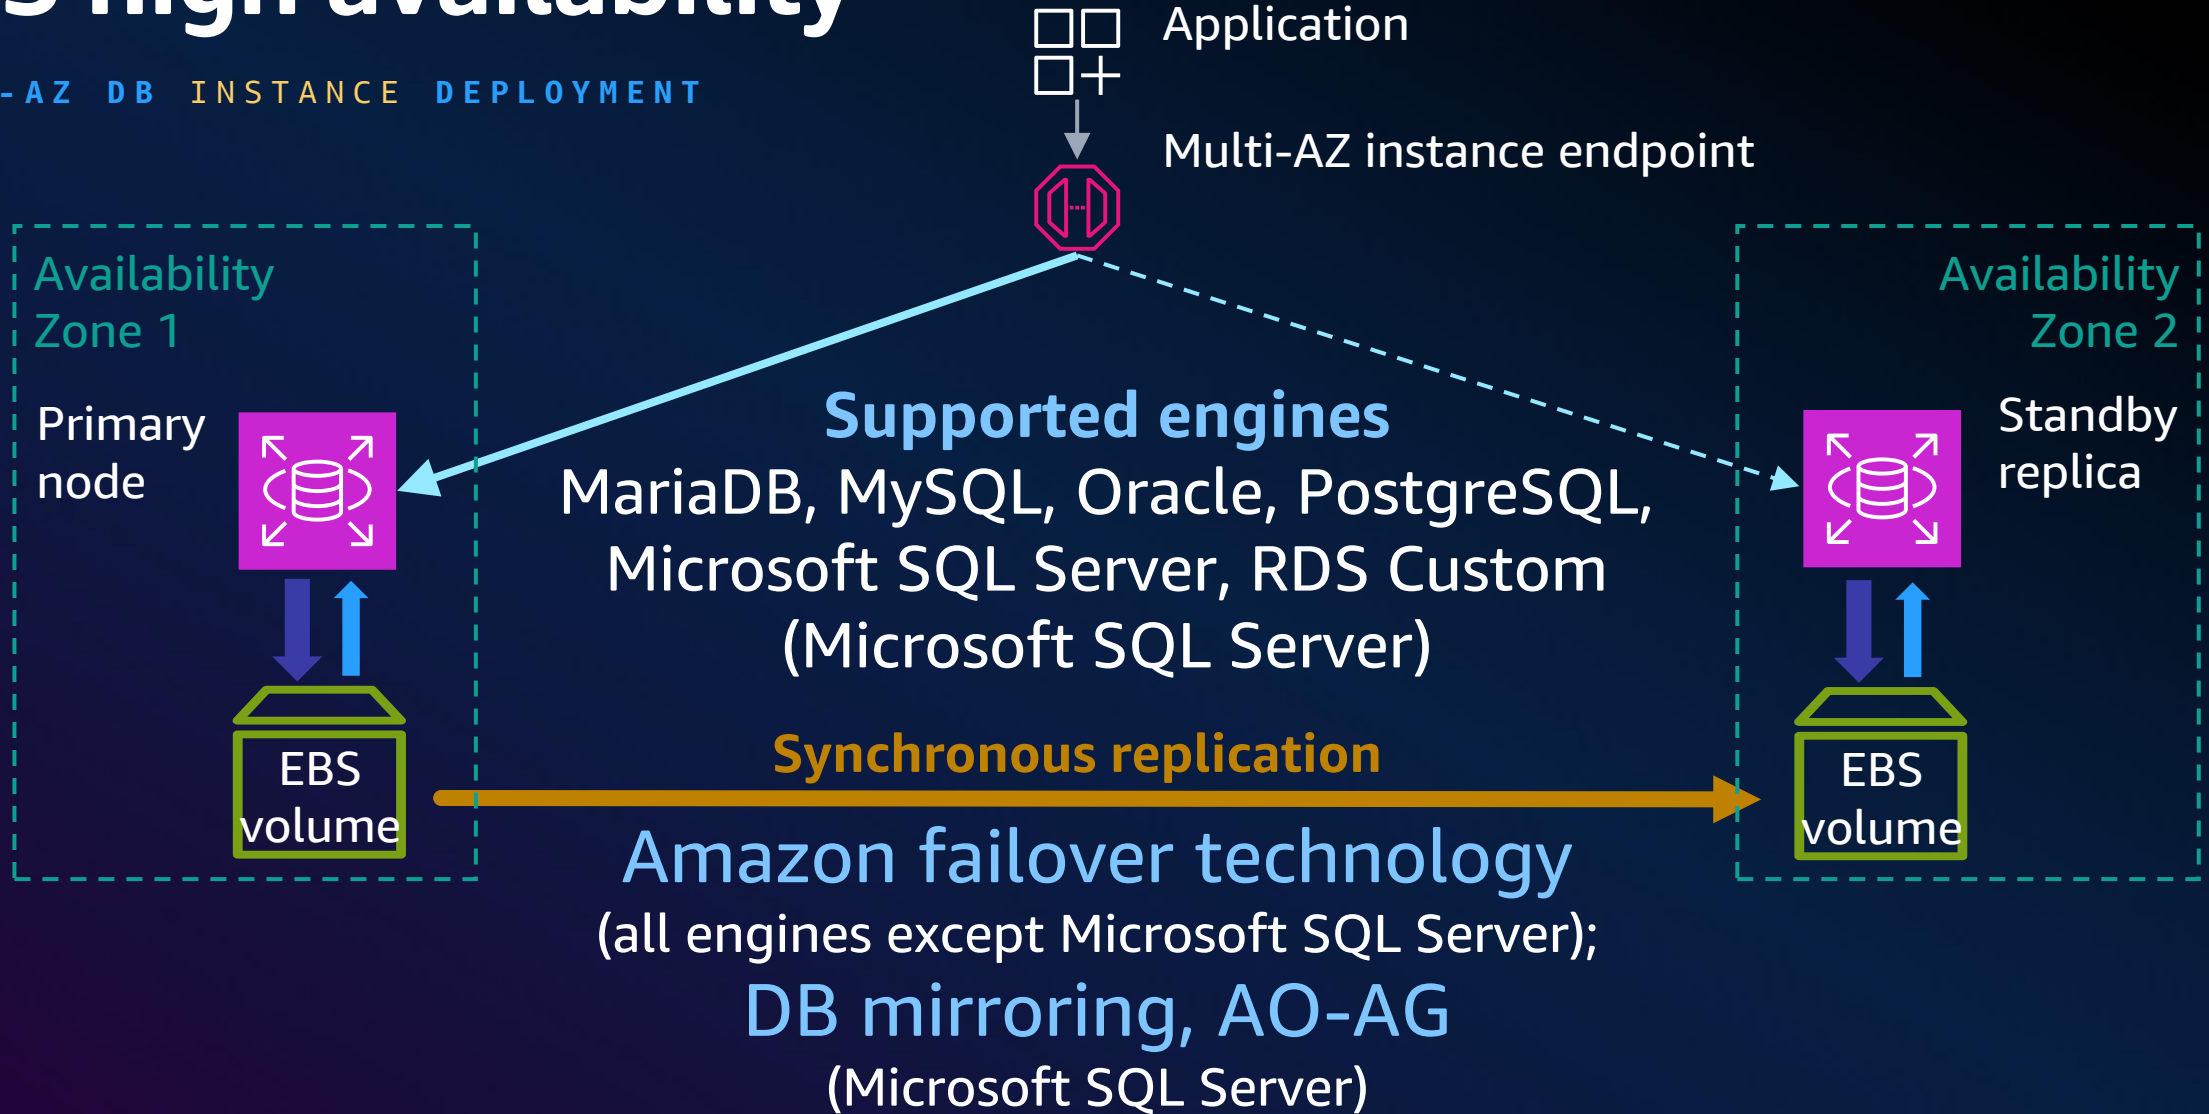 high availability
-AZ DB INSTANCE DEPLOYMENT
Application
Multi-AZ instance endpoint
Availability
Zone 1
Primary
node
EBS
volume
Supported engines
MariaDB, MySQL, Oracle, PostgreSQL,
Microsoft SQL Server, RDS Custom
(Microsoft SQL Server)
Synchronous replication
Amazon failover technology
(all engines except Microsoft SQL Server);
DB mirroring, AO-AG
(Microsoft SQL Server)
Availability
Zone 2
Standby
replica
EBS
volume